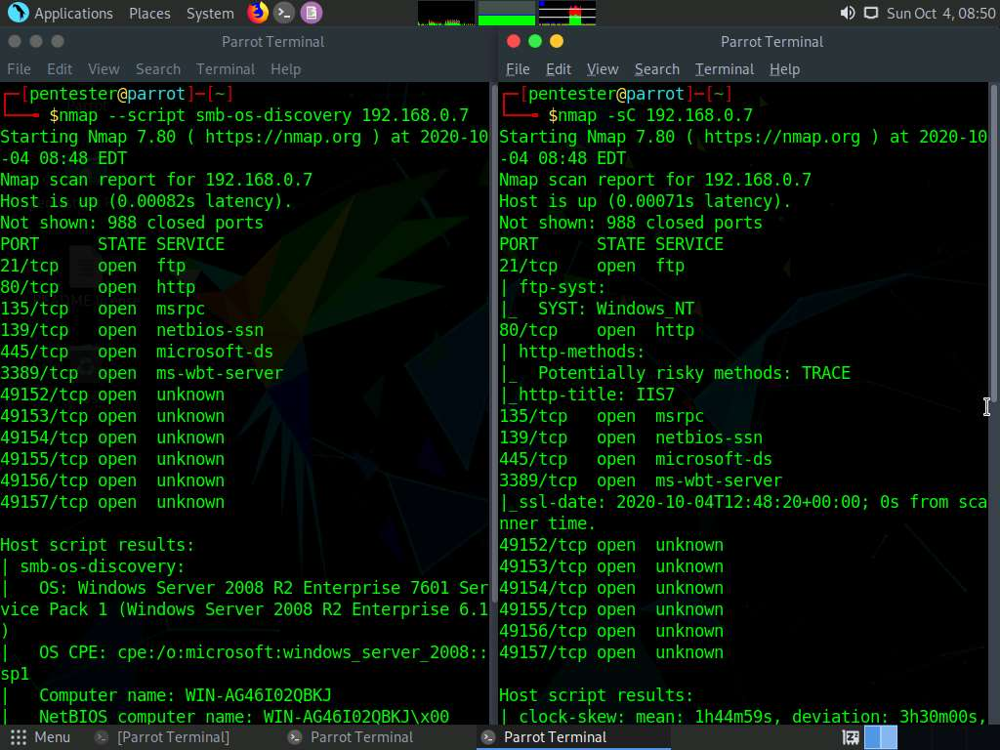 Applications Places System Sun Oct 4, 08:50
Parrot Terminal
File Edit View Search Terminal Help
┌─[pentester@parrot]─[~]
└──╼ $nmap --script smb-os-discovery 192.168.0.7
Starting Nmap 7.80 ( https://nmap.org ) at 2020-10
-04 08:48 EDT
Nmap scan report for 192.168.0.7
Host is up (0.00082s latency).
Not shown: 988 closed ports
PORT      STATE SERVICE
21/tcp    open  ftp
80/tcp    open  http
135/tcp   open  msrpc
139/tcp   open  netbios-ssn
445/tcp   open  microsoft-ds
3389/tcp  open  ms-wbt-server
49152/tcp open  unknown
49153/tcp open  unknown
49154/tcp open  unknown
49155/tcp open  unknown
49156/tcp open  unknown
49157/tcp open  unknown
Host script results:
| smb-os-discovery:
|   OS: Windows Server 2008 R2 Enterprise 7601 Ser
vice Pack 1 (Windows Server 2008 R2 Enterprise 6.1
)
|   OS CPE: cpe:/o:microsoft:windows_server_2008::
sp1
|   Computer name: WIN-AG46I02QBKJ
|   NetBIOS computer name: WIN-AG46I02QBKJ\x00
Parrot Terminal
File Edit View Search Terminal Help
┌─[pentester@parrot]─[~]
└──╼ $nmap -sC 192.168.0.7
Starting Nmap 7.80 ( https://nmap.org ) at 2020-10
-04 08:48 EDT
Nmap scan report for 192.168.0.7
Host is up (0.00071s latency).
Not shown: 988 closed ports
PORT      STATE SERVICE
21/tcp    open  ftp
| ftp-syst:
|_  SYST: Windows_NT
80/tcp    open  http
| http-methods:
|_  Potentially risky methods: TRACE
|_http-title: IIS7
135/tcp   open  msrpc
139/tcp   open  netbios-ssn
445/tcp   open  microsoft-ds
3389/tcp  open  ms-wbt-server
|_ssl-date: 2020-10-04T12:48:20+00:00; 0s from sca
nner time.
49152/tcp open  unknown
49153/tcp open  unknown
49154/tcp open  unknown
49155/tcp open  unknown
49156/tcp open  unknown
49157/tcp open  unknown
Host script results:
| clock-skew: mean: 1h44m59s, deviation: 3h30m00s,
Menu [Parrot Terminal] Parrot Terminal Parrot Terminal